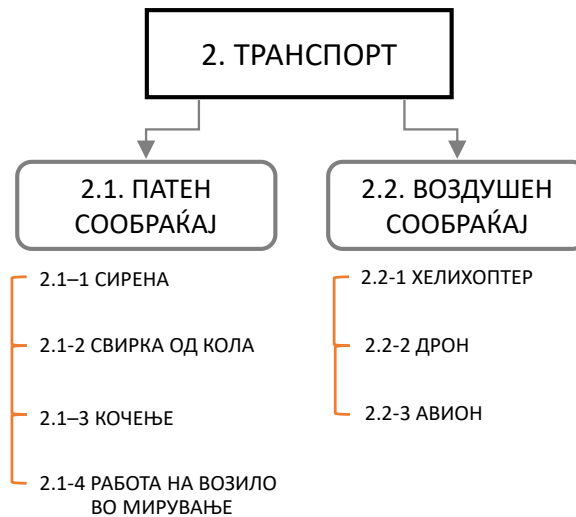 2. ТРАНСПОРТ
2.1. ПАТЕН
СООБРАЌАЈ
2.1–1 СИРЕНА
2.1-2 СВИРКА ОД КОЛА
2.1–3 КОЧЕЊЕ
2.1-4 РАБОТА НА ВОЗИЛО
ВО МИРУВАЊЕ
2.2. ВОЗДУШЕН
СООБРАЌАЈ
2.2-1 ХЕЛИХОПТЕР
2.2-2 ДРОН
2.2-3 АВИОН